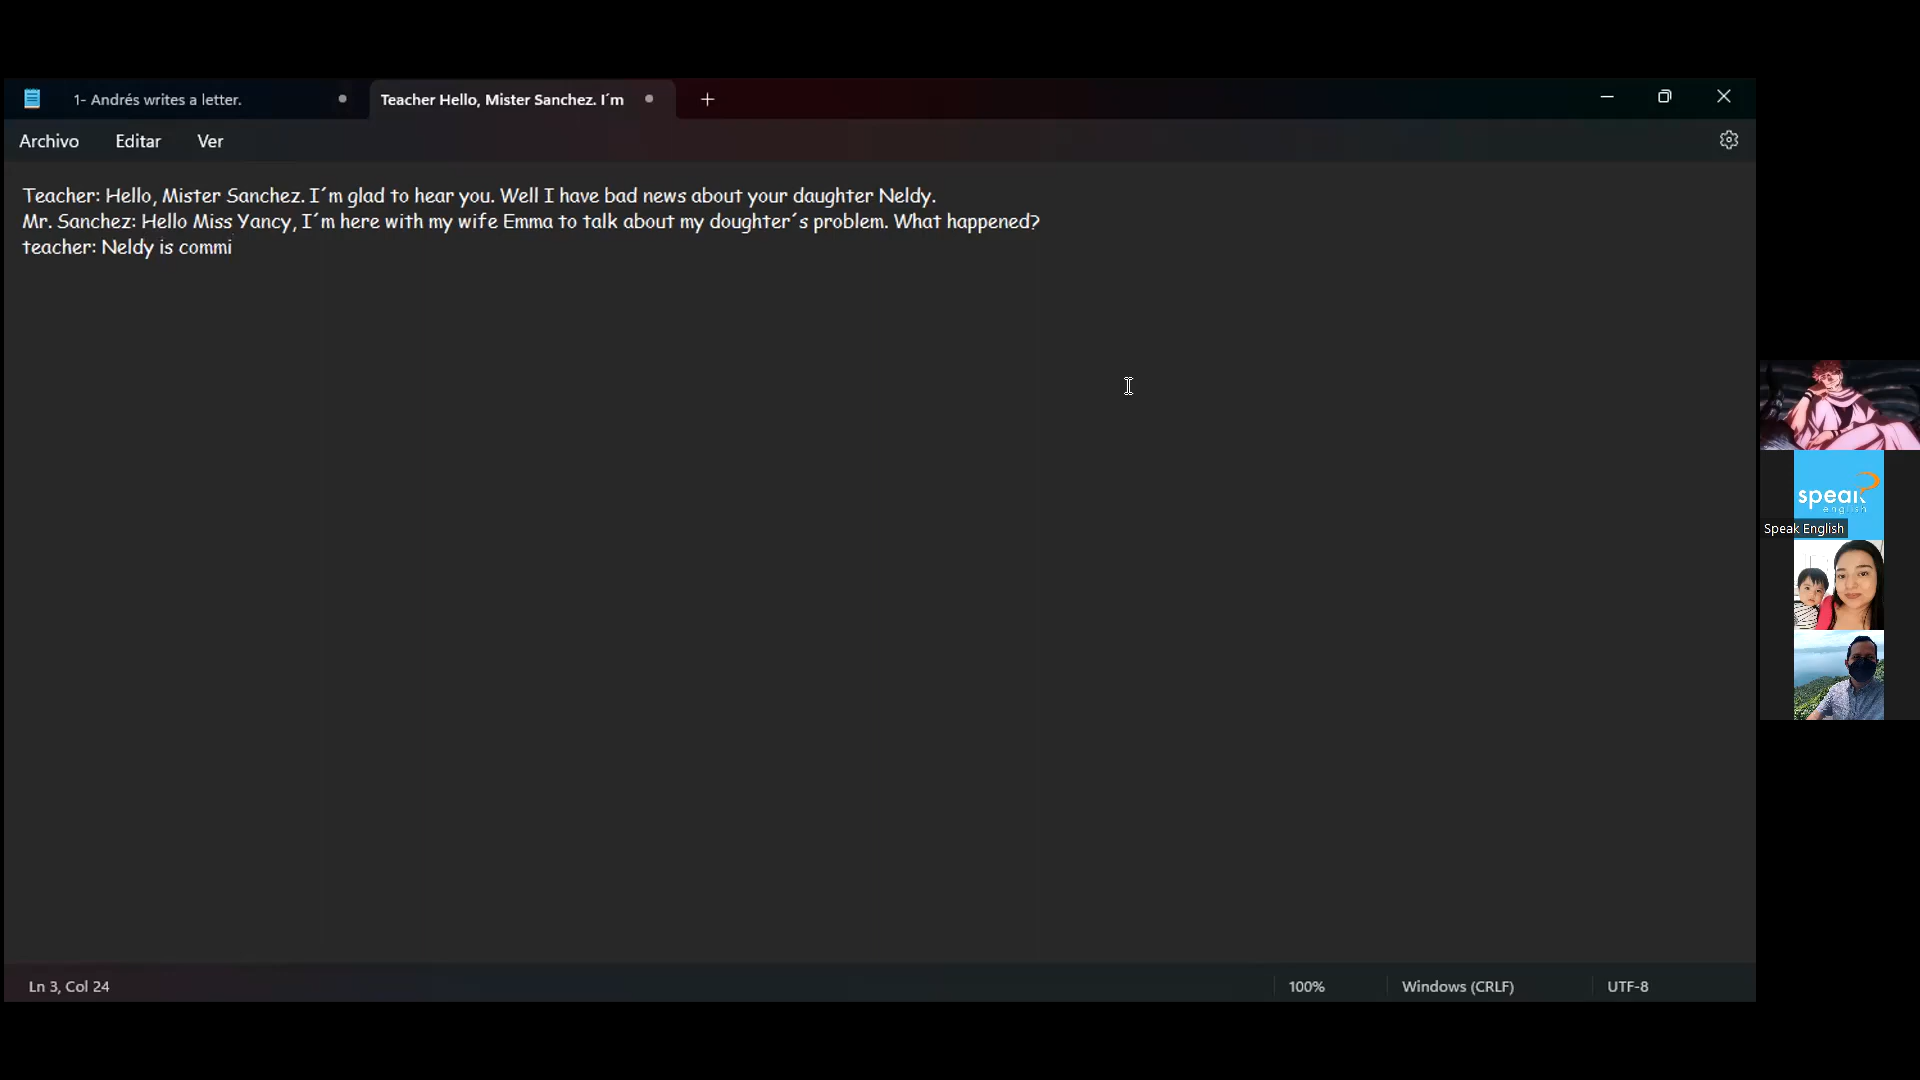 1- Andrés writes a letter.
Teacher Hello, Mister Sanchez. I´m
Archivo Editar Ver
Teacher: Hello, Mister Sanchez. I´m glad to hear you. Well I have bad news about your daughter Neldy.
Mr. Sanchez: Hello Miss Yancy, I´m here with my wife Emma to talk about my doughter´s problem. What happened?
teacher: Neldy is commi
speak
english
Speak English
Ln 3, Col 24
100%
Windows (CRLF)
UTF-8